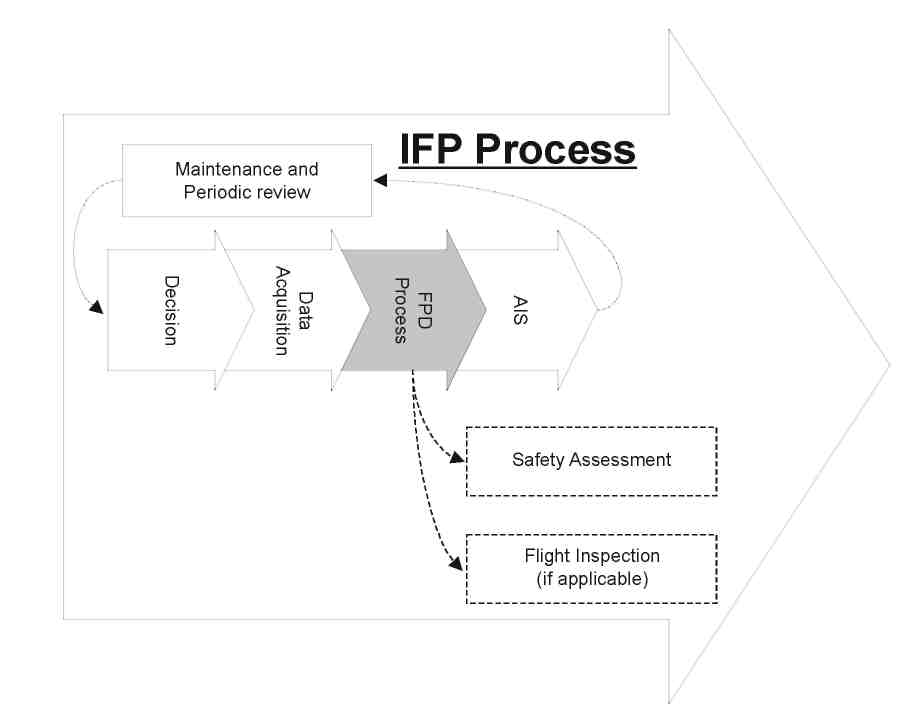 IFP Process
Maintenance and
Periodic review
Decision
Data
Acquisition
FPD
Process
AIS
Safety Assessment
Flight Inspection
(if applicable)